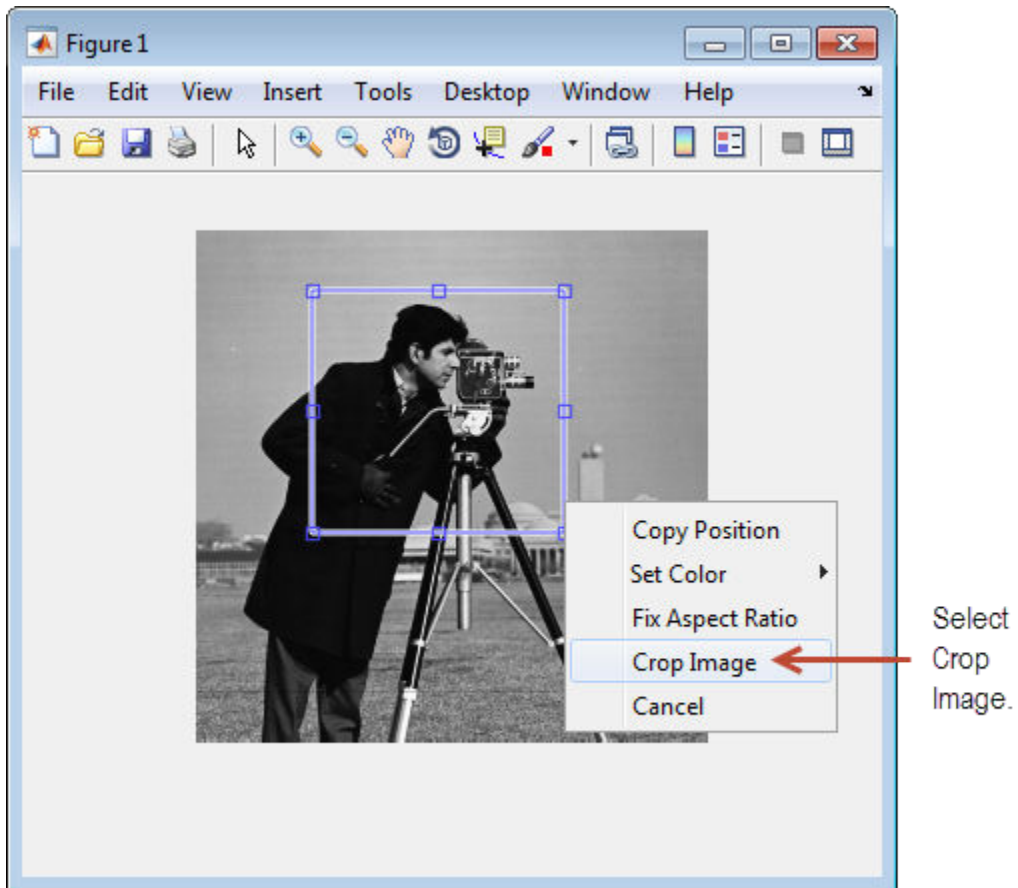 Figure 1
File Edit View Insert Tools Desktop Window Help
Copy Position
Set Color
Fix Aspect Ratio
Crop Image
Cancel
Select
Crop
Image.